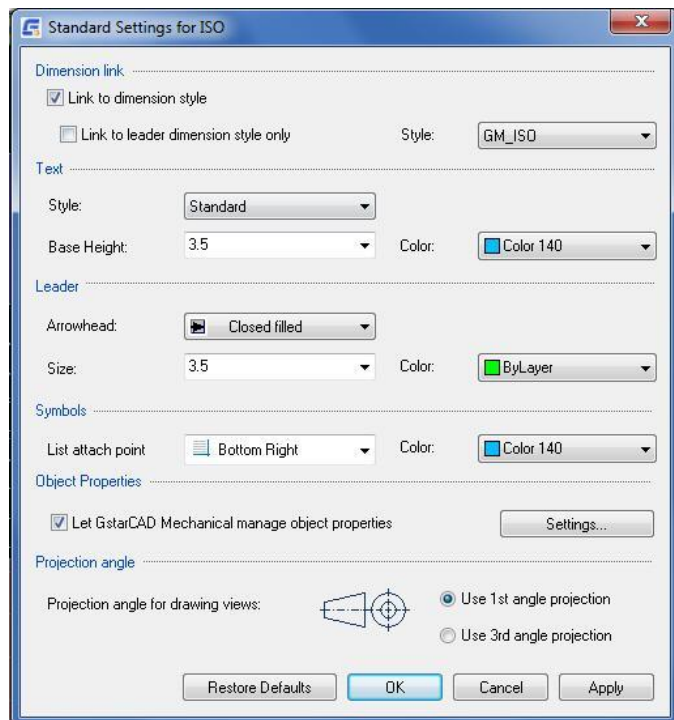 Standard Settings for ISO
Dimension link
Link to dimension style
Link to leader dimension style only Style: GM_ISO
Text
Style: Standard
Base Height: 3.5 Color: Color 140
Leader
Arrowhead: Closed filled
Size: 3.5 Color: ByLayer
Symbols
List attach point Bottom Right Color: Color 140
Object Properties
Let GstarCAD Mechanical manage object properties Settings...
Projection angle
Projection angle for drawing views: Use 1st angle projection
Use 3rd angle projection
Restore Defaults OK Cancel Apply